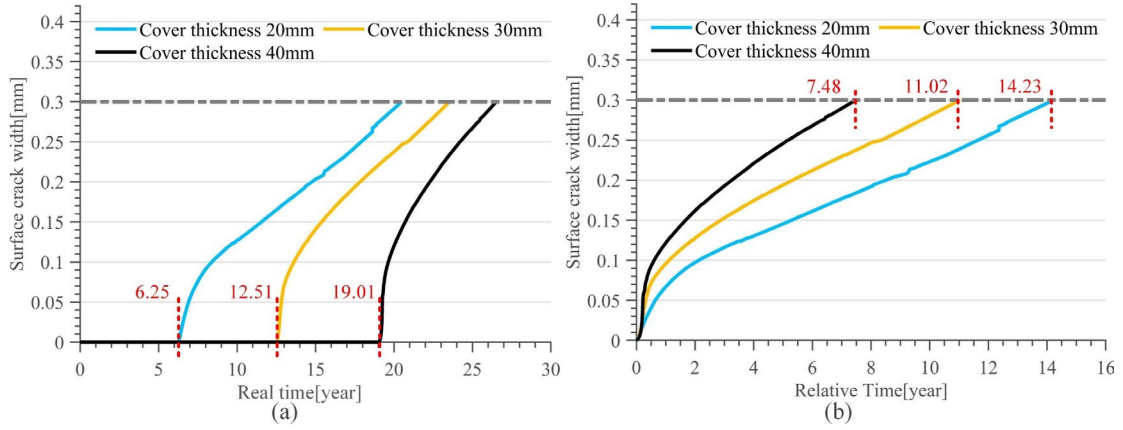 Cover thickness 20mm Cover thickness 30mm
Cover thickness 40mm
Surface crack width[mm]
0.4
0.3
0.25
0.2
0.15
0.1
0.05
0
6.25
12.51
19.01
0 5 10 15 20 25 30
Real time[year]
(a)
Cover thickness 20mm Cover thickness 30mm
Cover thickness 40mm
Surface crack width[mm]
0.4
0.3
0.25
0.2
0.15
0.1
0.05
0
7.48
11.02
14.23
0 2 4 6 8 10 12 14 16
Relative Time[year]
(b)